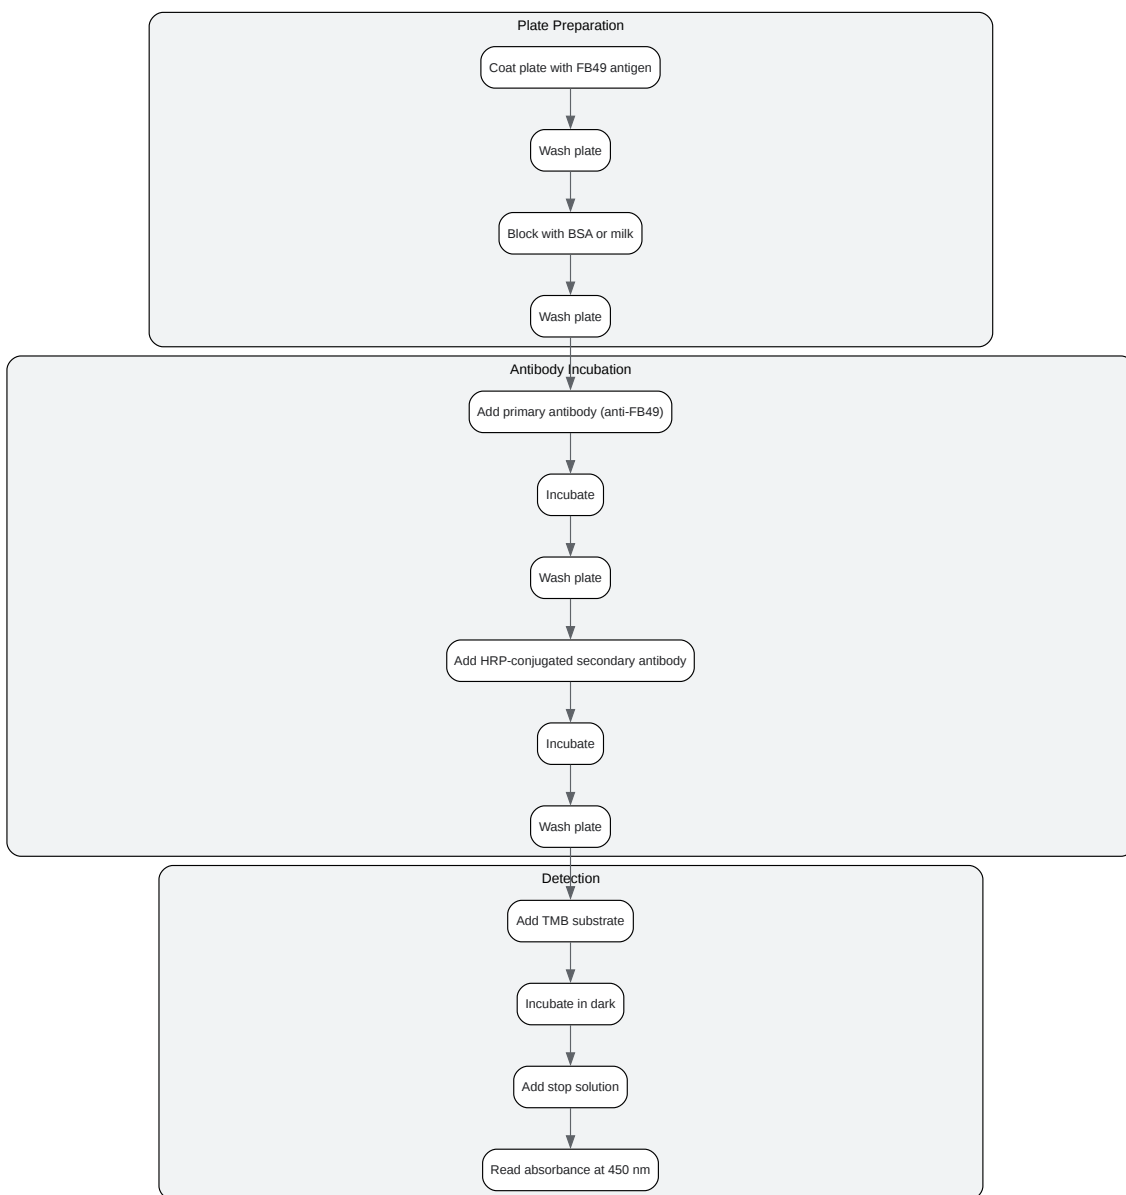 Plate Preparation
Coat plate with FB49 antigen
Wash plate
Block with BSA or milk
Wash plate
Antibody Incubation
Add primary antibody (anti-FB49)
Incubate
Wash plate
Add HRP-conjugated secondary antibody
Incubate
Wash plate
Detection
Add TMB substrate
Incubate in dark
Add stop solution
Read absorbance at 450 nm